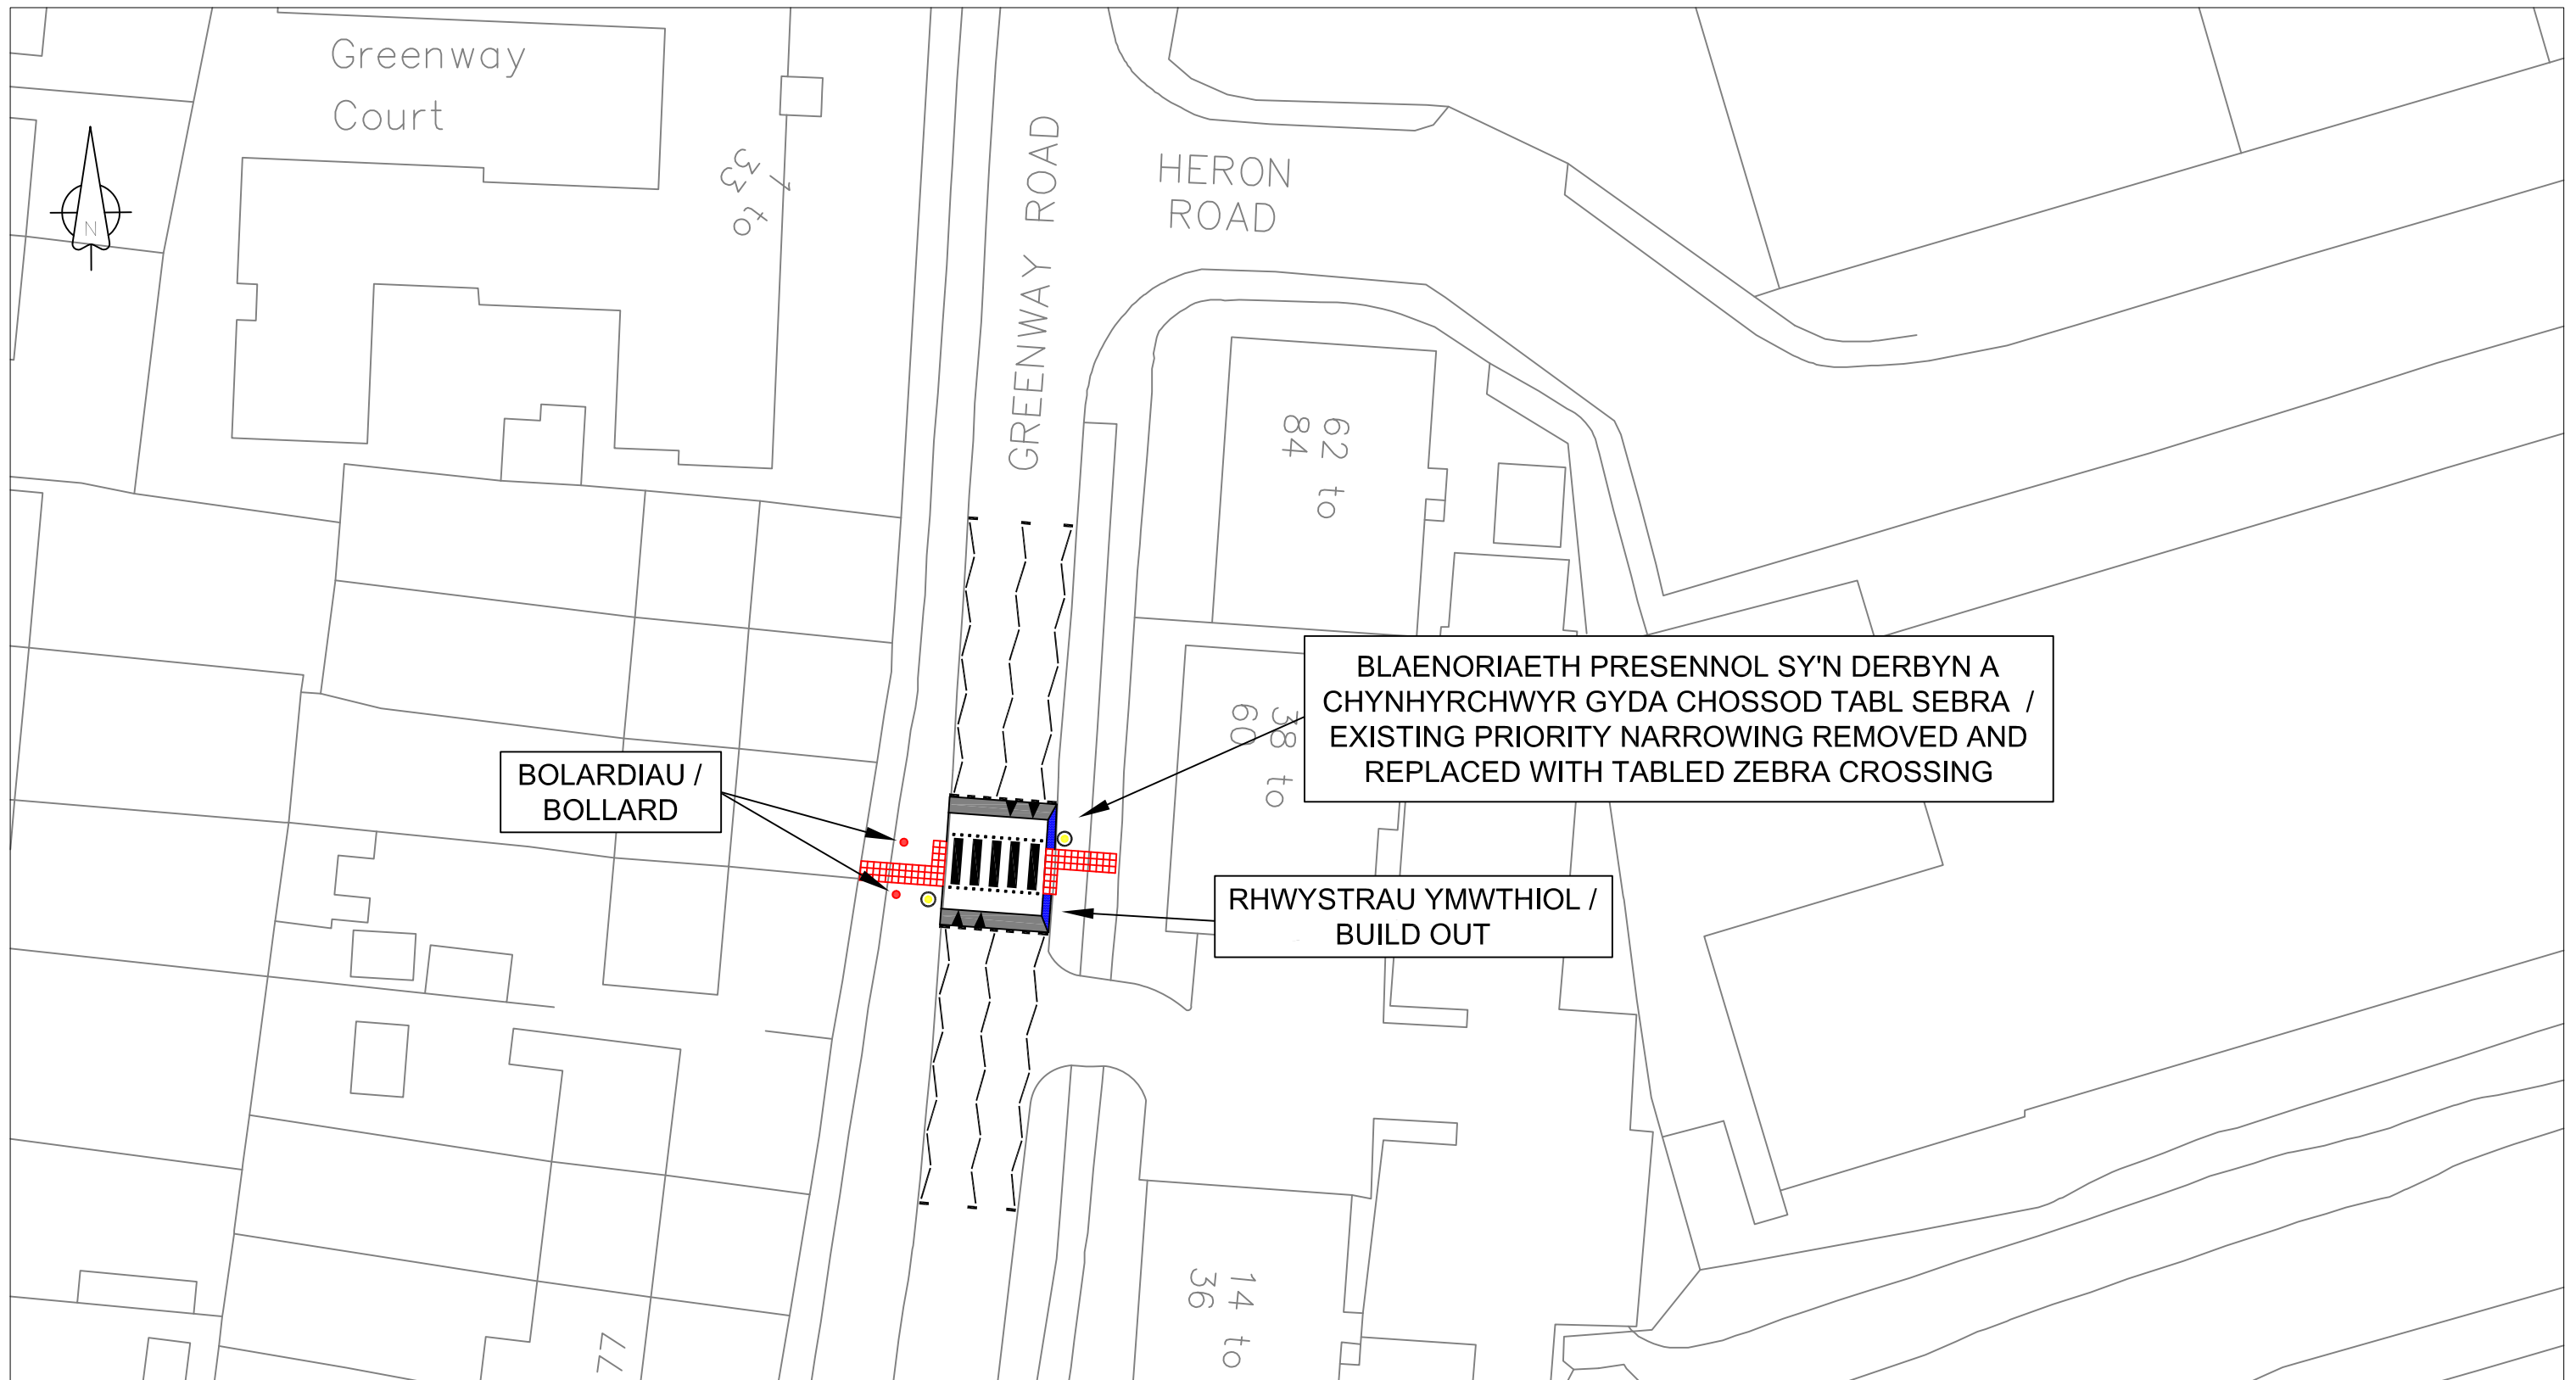 Greenway
Court
1 to
33
N
GREENWAY ROAD
HERON
ROAD
62 to
84
BLAENORIAETH PRESENNOL SY'N DERBYN A
CHYNHYRCHWYR GYDA CHOSSOD TABL SEBRA /
EXISTING PRIORITY NARROWING REMOVED AND
REPLACED WITH TABLED ZEBRA CROSSING
38 to
60
BOLARDIAU /
BOLLARD
RHWYSTRAU YMWTHIOL /
BUILD OUT
14 to
36
77